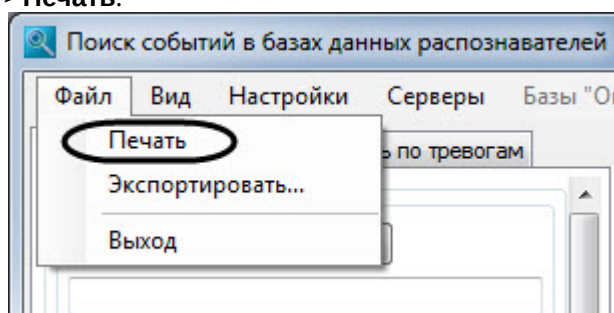 > Печать.
Поиск событий в базах данных распознавателей
Файл Вид Настройки Серверы Базы "О
Печать
по тревогам
Экспортировать...
Выход